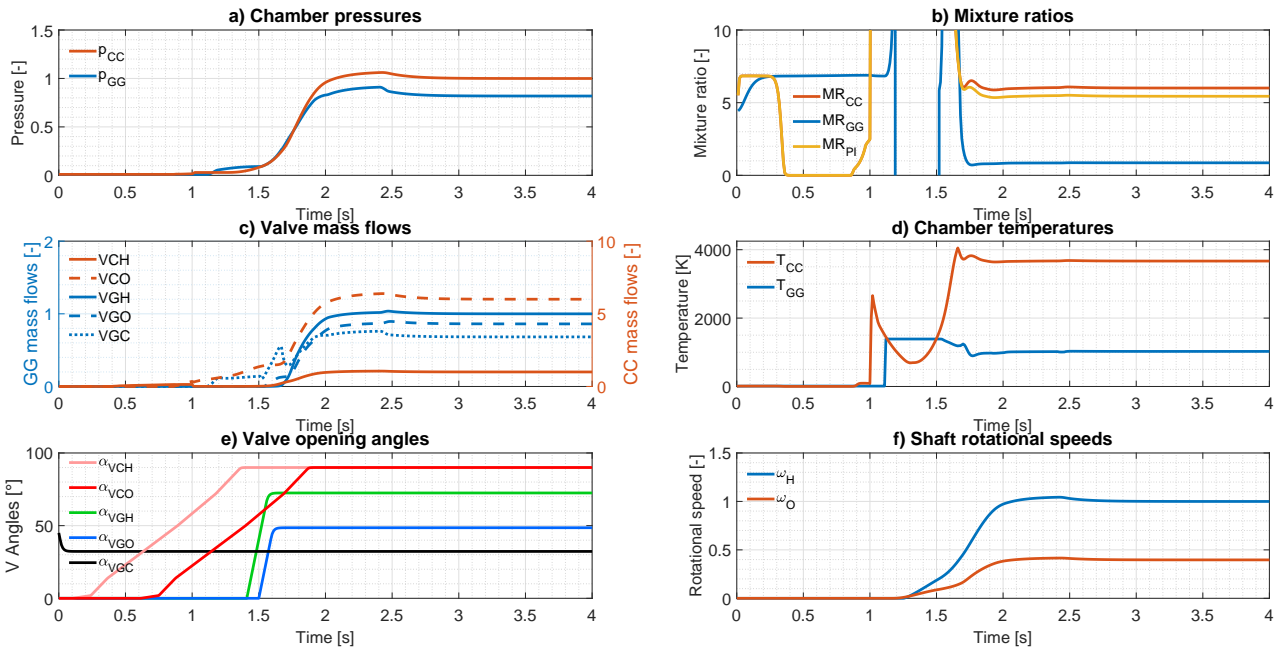 a) Chamber pressures
1.5
1
0.5
0
Pressure [-]
p_CC
p_GG
0 0.5 1 1.5 2 2.5 3 3.5 4
Time [s]
b) Mixture ratios
10
5
0
Mixture ratio [-]
MR_CC
MR_GG
MR_PI
0 0.5 1 1.5 2 2.5 3 3.5 4
Time [s]
c) Valve mass flows
2
1
0
GG mass flows [-]
VCH
VCO
VGH
VGO
VGC
10
5
0
CC mass flows [-]
0 0.5 1 1.5 2 2.5 3 3.5 4
Time [s]
d) Chamber temperatures
4000
2000
0
Temperature [K]
T_CC
T_GG
0 0.5 1 1.5 2 2.5 3 3.5 4
Time [s]
e) Valve opening angles
100
50
0
V Angles [°]
α_VCH
α_VCO
α_VGH
α_VGO
α_VGC
0 0.5 1 1.5 2 2.5 3 3.5 4
Time [s]
f) Shaft rotational speeds
1.5
1
0.5
0
Rotational speed [-]
ω_H
ω_O
0 0.5 1 1.5 2 2.5 3 3.5 4
Time [s]